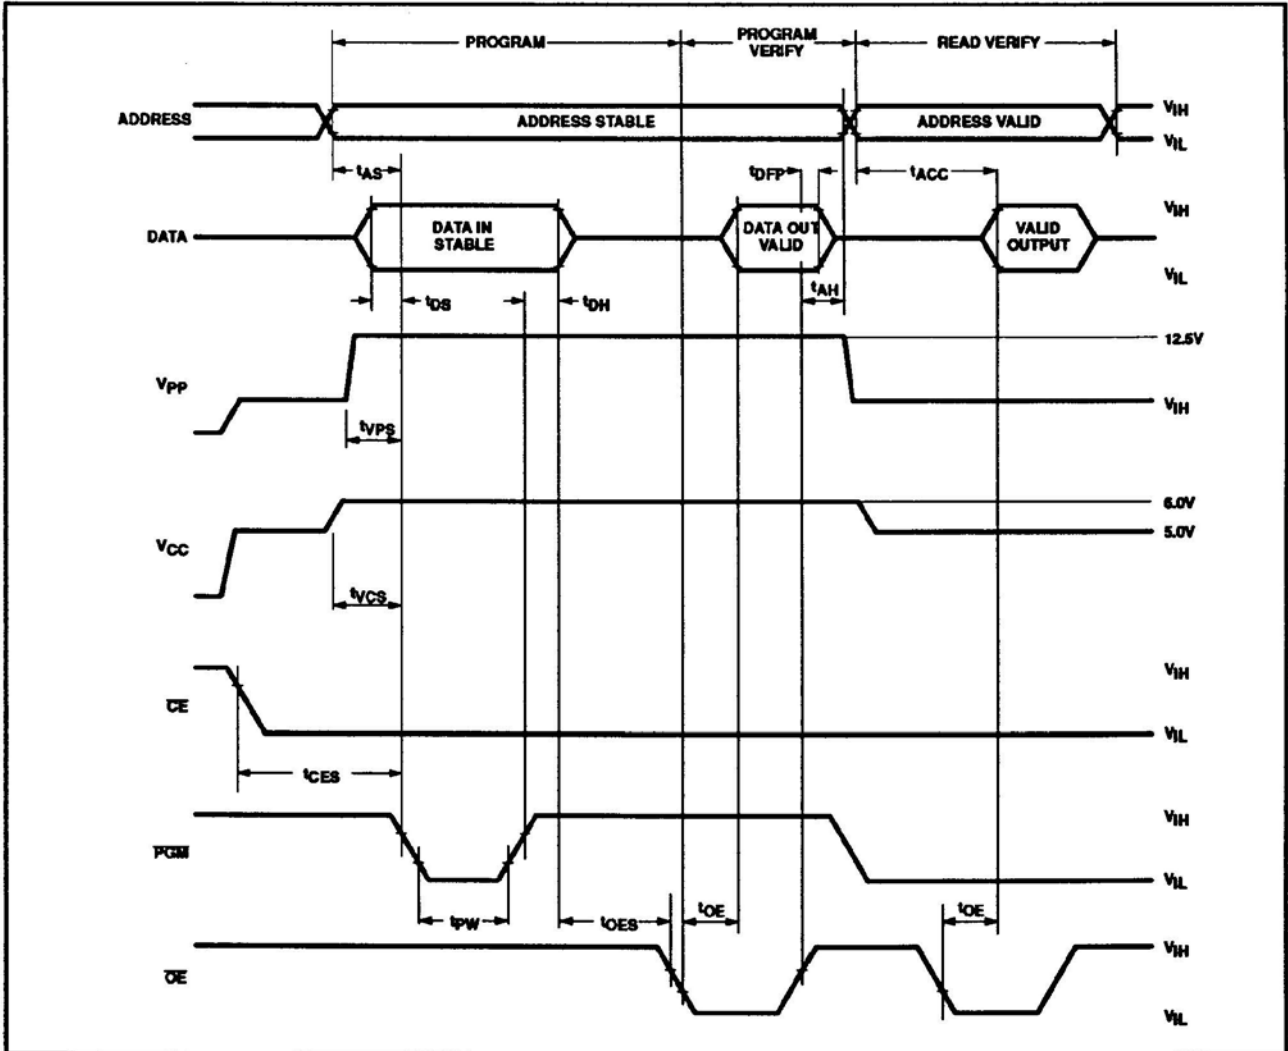 PROGRAM
PROGRAM
VERIFY
READ VERIFY
ADDRESS
ADDRESS STABLE
ADDRESS VALID
VIH
VIL
tAS
tDFP
tACC
DATA
DATA IN
STABLE
DATA OUT
VALID
VALID
OUTPUT
VIH
VIL
tDS
tDH
tAH
12.5V
VPP
VIH
tVPS
6.0V
5.0V
VCC
tVCS
VIH
CE
VIL
tCES
VIH
PGM
VIL
tPW
tOES
tOE
tOE
VIH
OE
VIL